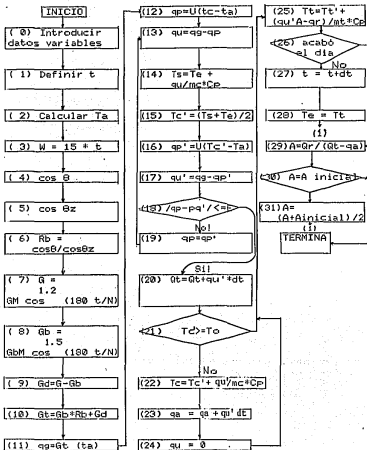 INICIO
( 0) Introducir
datos variables
( 1) Definir t
( 2) Calcular Ta
( 3) W = 15 * t
( 4) cos θ
( 5) cos θz
( 6) Rb =
cosθ/cosθz
( 7) G =
1.2
GM cos (180 t/N)
( 8) Gb =
1.5
GbM cos (180 t/N)
( 9) Gd=G-Gb
(10) Gt=Gb*Rb+Gd
(11) qg=Gt (ta)
(12) qp=U(tc-ta)
(13) qu=qg-qp
(14) Ts=Te +
qu/mc*Cp
(15) Tc'=(Ts+Te)/2
(16) qp'=U(Tc'-Ta)
(17) qu'=qg-qp'
(18) /qp-pq'/<=
No!
(19) qp=qp'
Si!
(20) Qt=Qt+qu'*dt
(21) Tc>=To
No
(22) Tc=Tc'+ qu/mc*Cp
(23) qa = qa + qu'dt
(24) qu = 0
(25) Tt=Tt'+
(qu'A-qr)/mt*Cp
(26) acabó
el dia
No
(27) t = t+dt
(28) Te = Tt
(i)
(29) A=Qr/(Qt-qa)
(30) A=A inicial
(31) A=
(A+Ainicial)/2
(i)
TERMINA